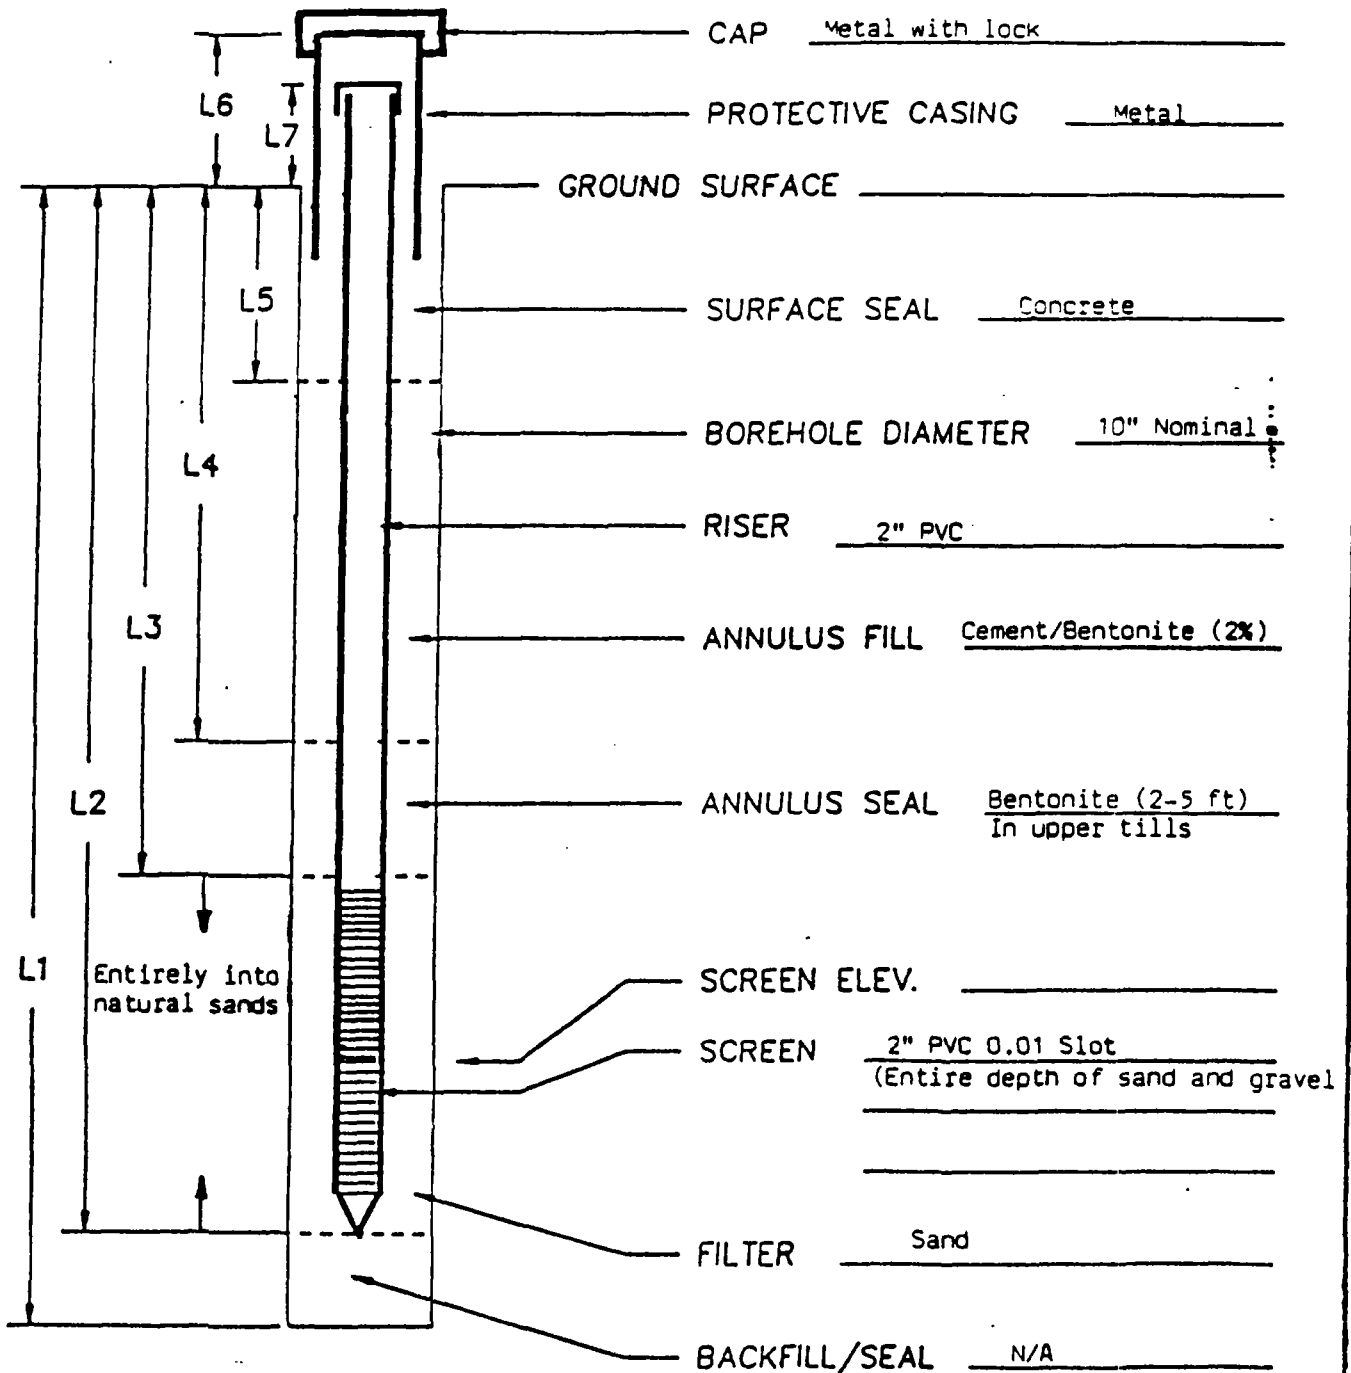 CAP Metal with lock
L6
PROTECTIVE CASING Metal
L7
GROUND SURFACE
L5
SURFACE SEAL Concrete
BOREHOLE DIAMETER 10" Nominal
L4
RISER 2" PVC
L3
ANNULUS FILL Cement/Bentonite (2%)
L2
ANNULUS SEAL Bentonite (2-5 ft)
In upper tills
L1
Entirely into
natural sands
SCREEN ELEV.
SCREEN 2" PVC 0.01 Slot
(Entire depth of sand and gravel
FILTER Sand
BACKFILL/SEAL N/A